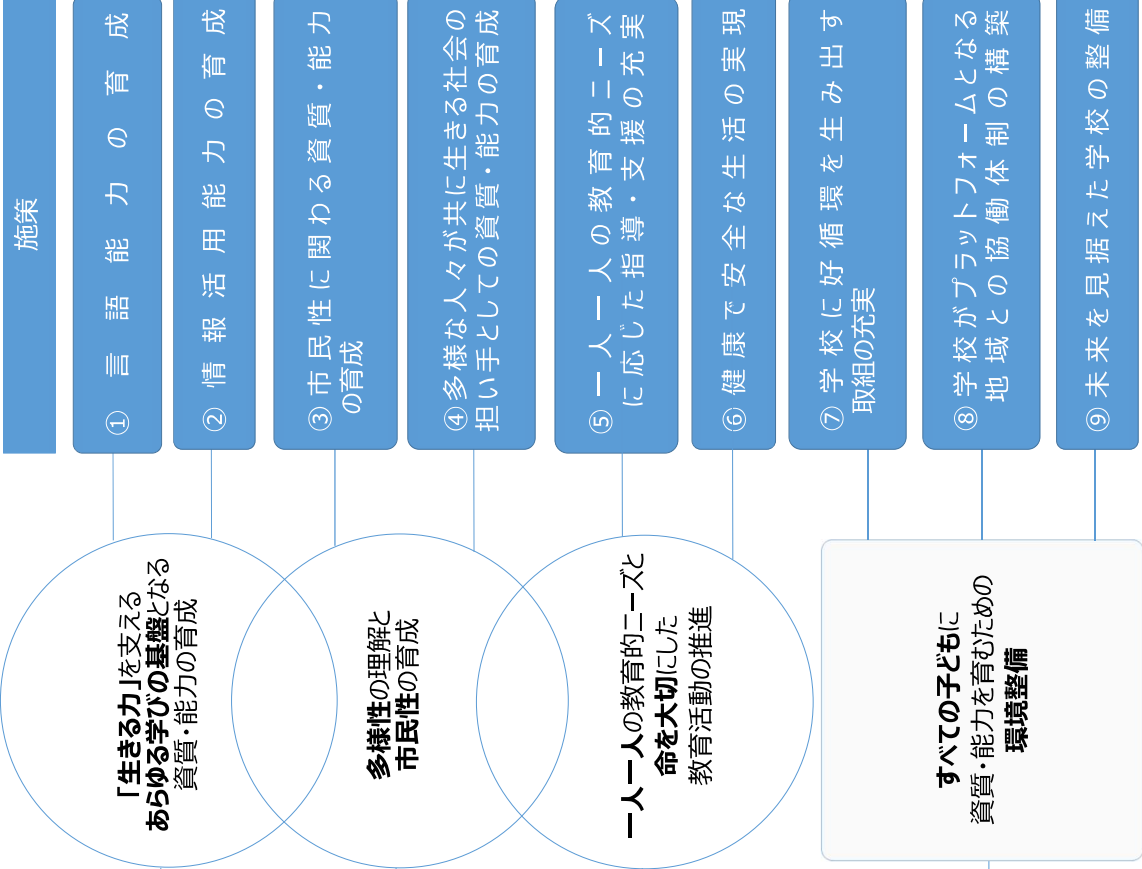 施策
① 言語能力の育成
② 情報活用能力の育成
③ 市民性に関わる資質・能力
の育成
④ 多様な人々が共に生きる社会の
担い手としての資質・能力の育成
⑤ 一人一人の教育的ニーズ
に応じた指導・支援の充実
⑥ 健康で安全な生活の実現
⑦ 学校に好循環を生み出す
取組の充実
⑧ 学校がプラットフォームとなる
地域との協働体制の構築
⑨ 未来を見据えた学校の整備
「生きる力」を支える
あらゆる学びの基盤となる
資質・能力の育成
多様性の理解と
市民性の育成
一人一人の教育的ニーズと
命を大切にした
教育活動の推進
すべての子どもに
資質・能力を育むための
環境整備